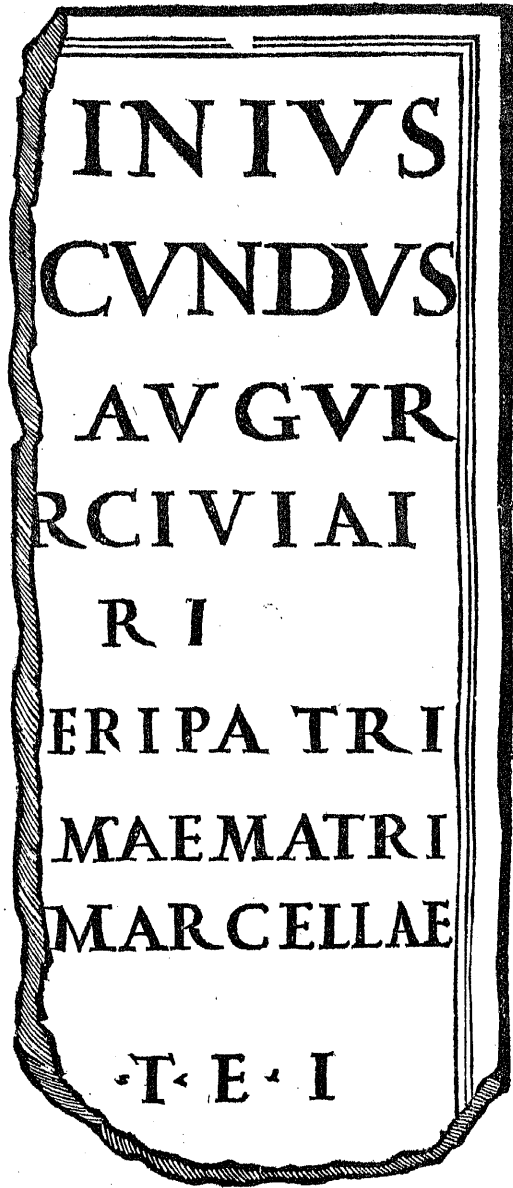 INIVS
CVNDVS
AVGVR
RCIVIAI
RI
ERIPATRI
MAEMATRI
MARCELLAE
·T·E·I